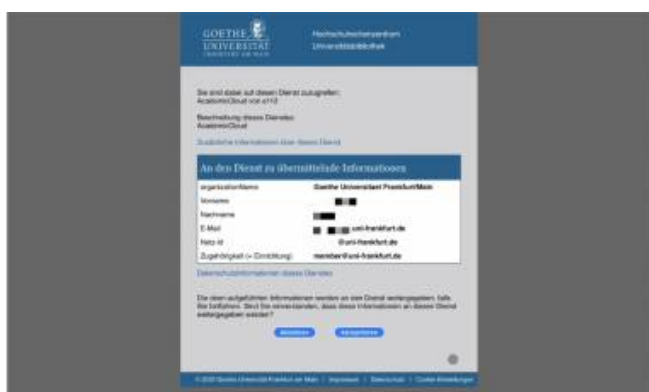 GOETHE
UNIVERSITÄT
FRANKFURT AM MAIN
Hochschulrechenzentrum
Universitätsbibliothek
Sie sind dabei auf diesen Dienst zuzugreifen:
AcademicCloud von
Beschreibung dieses Dienstes:
AcademicCloud
Zusätzliche Informationen über diesen Dienst
An den Dienst zu übermittelnde Informationen
organizationName Goethe Universitaet Frankfurt/Main
Vorname
Nachname
E-Mail uni-frankfurt.de
Netz-Id @uni-frankfurt.de
Zugehörigkeit (+ Einrichtung) member@uni-frankfurt.de
Datenschutzinformationen dieses Dienstes
Die oben aufgeführten Informationen werden an den Dienst weitergegeben, falls
Sie fortfahren. Sind Sie einverstanden, dass diese Informationen an diesen Dienst
weitergegeben werden?
Ablehnen Akzeptieren
Goethe Universität Frankfurt am Main | Impressum | Datenschutz | Cookie-Einstellungen